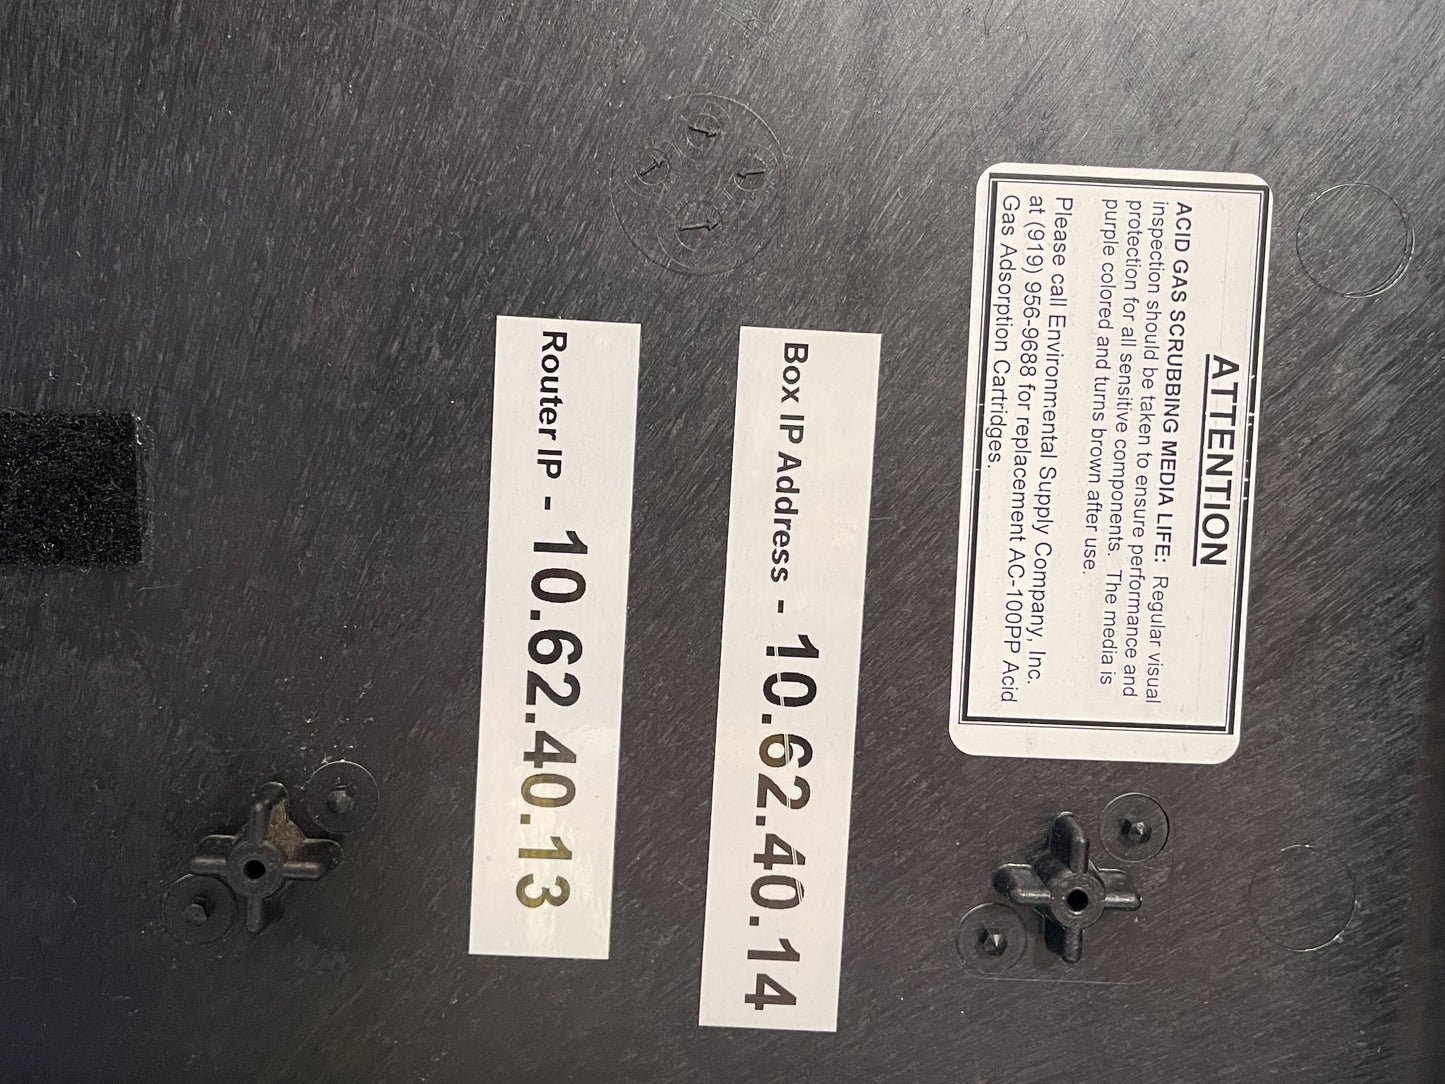 ATTENTION
ACID GAS SCRUBBING MEDIA LIFE: Regular visual
inspection should be taken to ensure performance and
protection for all sensitive components. The media is
purple colored and turns brown after use.
Please call Environmental Supply Company, Inc.
at (919) 956-9688 for replacement AC-100PP Acid
Gas Adsorption Cartridges.
Box IP Address - 10.62.40.14
Router IP - 10.62.40.13